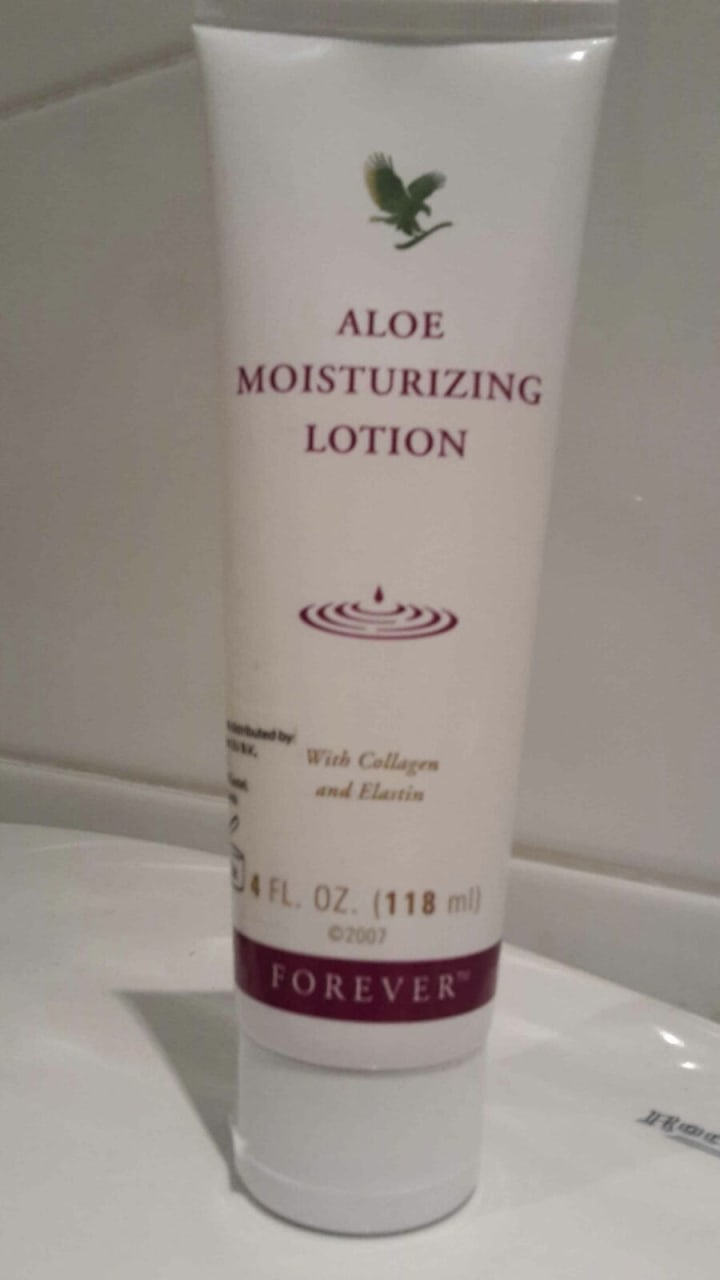 ALOE
MOISTURIZING
LOTION
With Collagen
and Elastin
4 FL. OZ. (118 ml)
©2007
FOREVER™